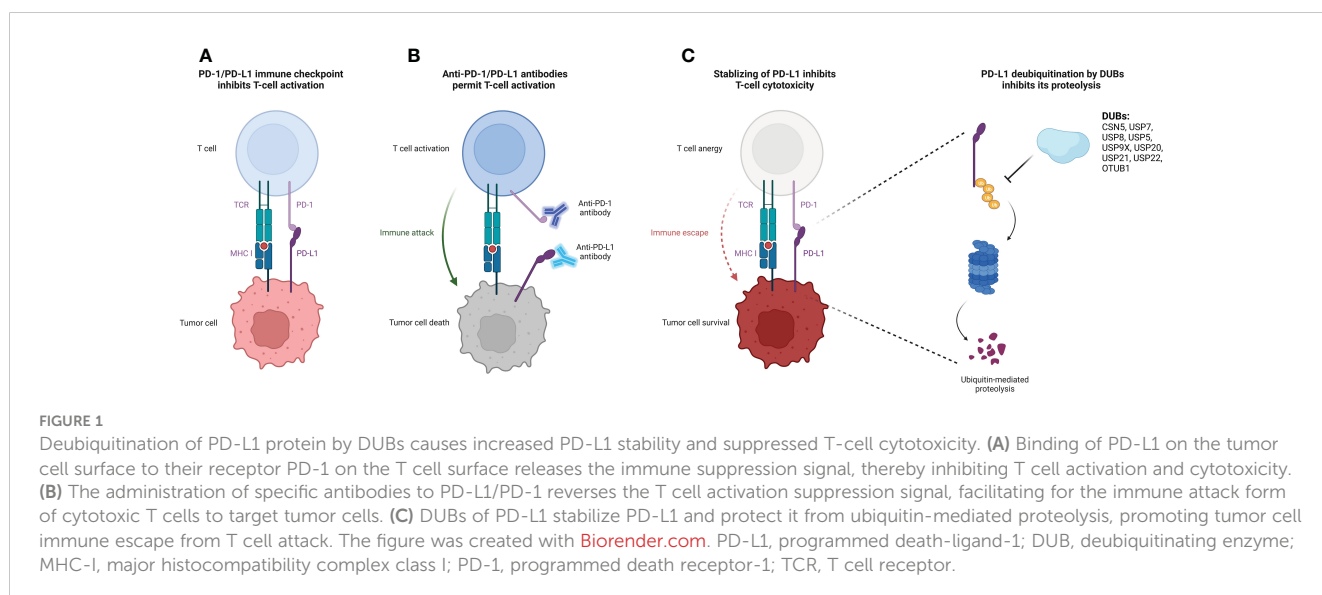 A
PD-1/PD-L1 immune checkpoint
inhibits T-cell activation
T cell
TCR
PD-1
MHC I
PD-L1
Tumor cell
B
Anti-PD-1/PD-L1 antibodies
permit T-cell activation
T cell activation
Anti-PD-1
antibody
Immune attack
Anti-PD-L1
antibody
Tumor cell death
C
Stablizing of PD-L1 inhibits
T-cell cytotoxicity
T cell anergy
TCR
PD-1
Immune escape
MHC I
PD-L1
Tumor cell survival
PD-L1 deubiquitination by DUBs
inhibits its proteolysis
DUBs:
CSN5, USP7,
USP8, USP5,
USP9X, USP20,
USP21, USP22,
OTUB1
Ubiquitin-mediated
proteolysis
FIGURE 1
Deubiquitination of PD-L1 protein by DUBs causes increased PD-L1 stability and suppressed T-cell cytotoxicity. (A) Binding of PD-L1 on the tumor
cell surface to their receptor PD-1 on the T cell surface releases the immune suppression signal, thereby inhibiting T cell activation and cytotoxicity.
(B) The administration of specific antibodies to PD-L1/PD-1 reverses the T cell activation suppression signal, facilitating for the immune attack form
of cytotoxic T cells to target tumor cells. (C) DUBs of PD-L1 stabilize PD-L1 and protect it from ubiquitin-mediated proteolysis, promoting tumor cell
immune escape from T cell attack. The figure was created with Biorender.com. PD-L1, programmed death-ligand-1; DUB, deubiquitinating enzyme;
MHC-I, major histocompatibility complex class I; PD-1, programmed death receptor-1; TCR, T cell receptor.